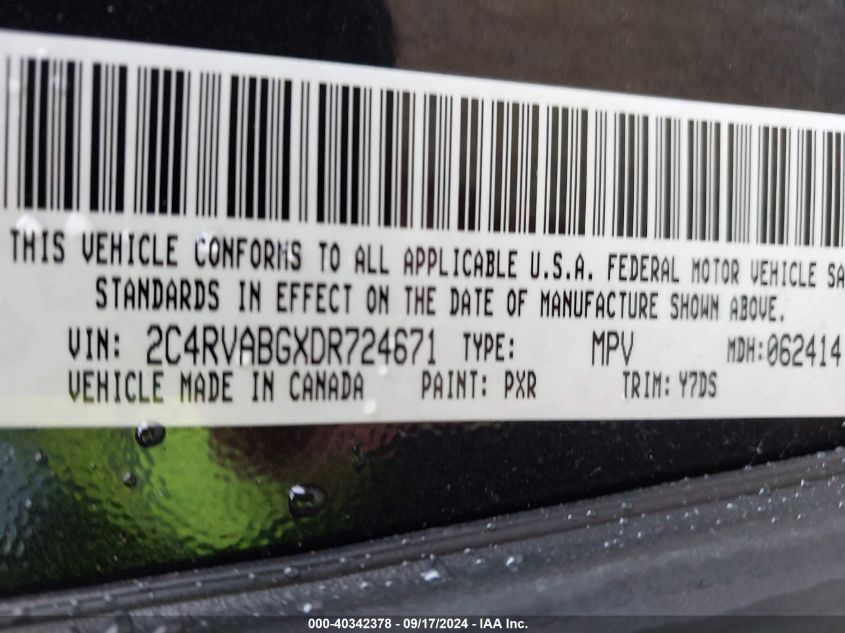 THIS VEHICLE CONFORMS TO ALL APPLICABLE U.S.A. FEDERAL MOTOR VEHICLE SA
STANDARDS IN EFFECT ON THE DATE OF MANUFACTURE SHOWN ABOVE.
VIN: 2C4RVABGXDR724671 TYPE: MPV MDH:062414
VEHICLE MADE IN CANADA PAINT: PXR TRIM: Y7DS
000-40342378 - 09/17/2024 - IAA Inc.